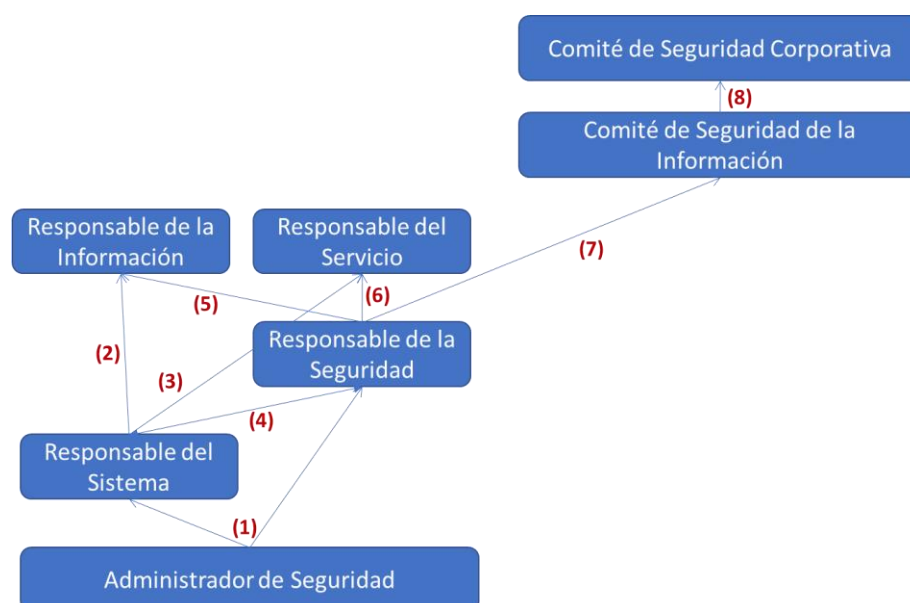 Comité de Seguridad Corporativa
(8)
Comité de Seguridad de la
Información
Responsable de la
Información
Responsable del
Servicio
(7)
(5)
(6)
Responsable de la
Seguridad
(2)
(3)
(4)
Responsable del
Sistema
(1)
Administrador de Seguridad